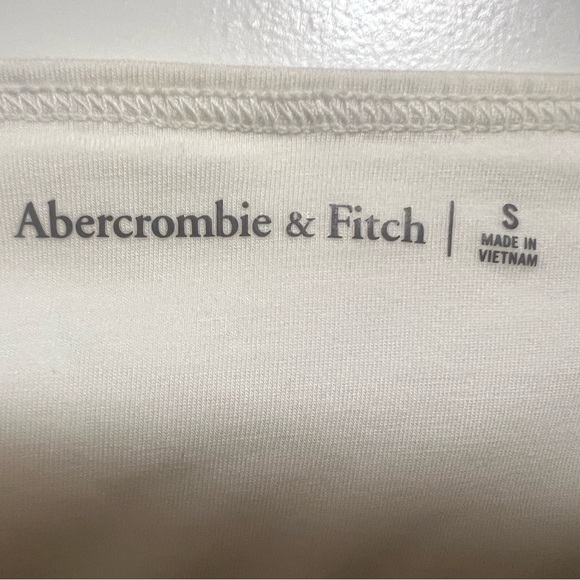 Abercrombie & Fitch | S
MADE IN
VIETNAM